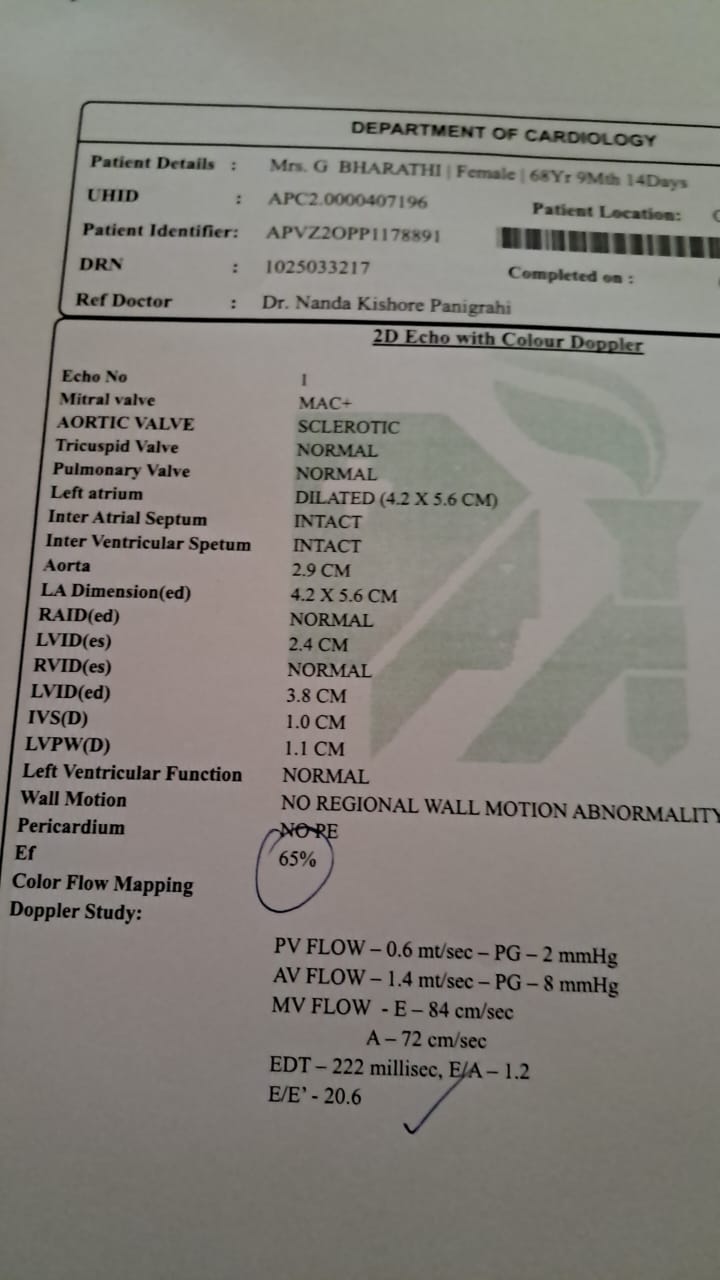 DEPARTMENT OF CARDIOLOGY
Patient Details : Mrs. G BHARATHI | Female | 68Yr 9Mth 14Days
UHID : APC2.0000407196 Patient Location:
Patient Identifier: APVZ2OPP1178891
DRN : 1025033217 Completed on :
Ref Doctor : Dr. Nanda Kishore Panigrahi
2D Echo with Colour Doppler
Echo No 1
Mitral valve MAC+
AORTIC VALVE SCLEROTIC
Tricuspid Valve NORMAL
Pulmonary Valve NORMAL
Left atrium DILATED (4.2 X 5.6 CM)
Inter Atrial Septum INTACT
Inter Ventricular Spetum INTACT
Aorta 2.9 CM
LA Dimension(ed) 4.2 X 5.6 CM
RAID(ed) NORMAL
LVID(es) 2.4 CM
RVID(es) NORMAL
LVID(ed) 3.8 CM
IVS(D) 1.0 CM
LVPW(D) 1.1 CM
Left Ventricular Function NORMAL
Wall Motion NO REGIONAL WALL MOTION ABNORMALITY
Pericardium NO PE
Ef 65%
Color Flow Mapping
Doppler Study:
PV FLOW – 0.6 mt/sec – PG – 2 mmHg
AV FLOW – 1.4 mt/sec – PG – 8 mmHg
MV FLOW - E – 84 cm/sec
A – 72 cm/sec
EDT – 222 millisec, E/A – 1.2
E/E' - 20.6